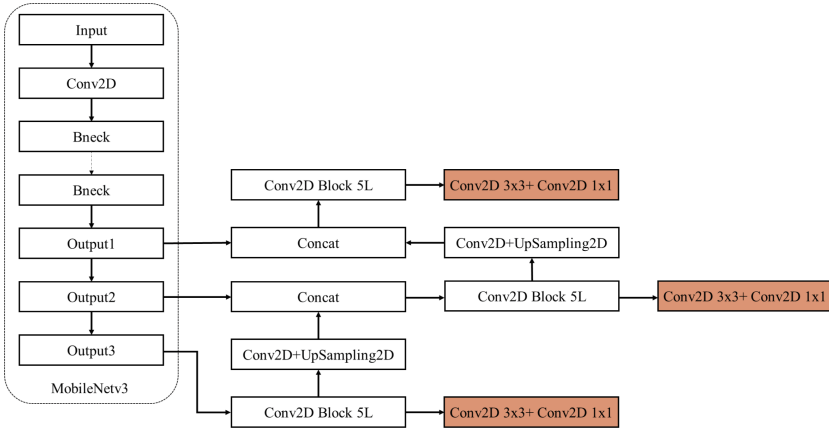 Input
Conv2D
Bneck
Bneck
Conv2D Block 5L
Conv2D 3x3+ Conv2D 1x1
Output1
Concat
Conv2D+UpSampling2D
Output2
Concat
Conv2D Block 5L
Conv2D 3x3+ Conv2D 1x1
Output3
Conv2D+UpSampling2D
MobileNetv3
Conv2D Block 5L
Conv2D 3x3+ Conv2D 1x1